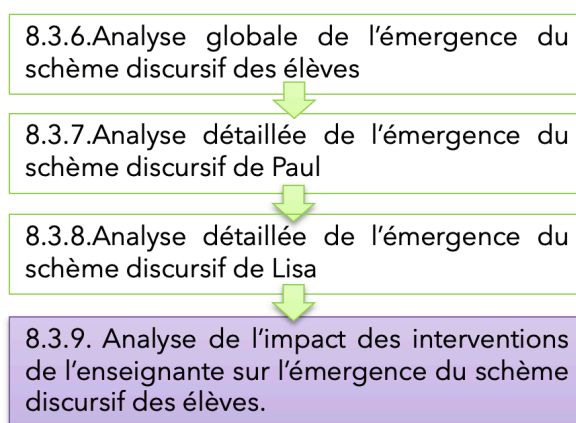 8.3.6.Analyse globale de l’émergence du
schème discursif des élèves
8.3.7.Analyse détaillée de l’émergence du
schème discursif de Paul
8.3.8.Analyse détaillée de l’émergence du
schème discursif de Lisa
8.3.9. Analyse de l’impact des interventions
de l’enseignante sur l’émergence du schème
discursif des élèves.